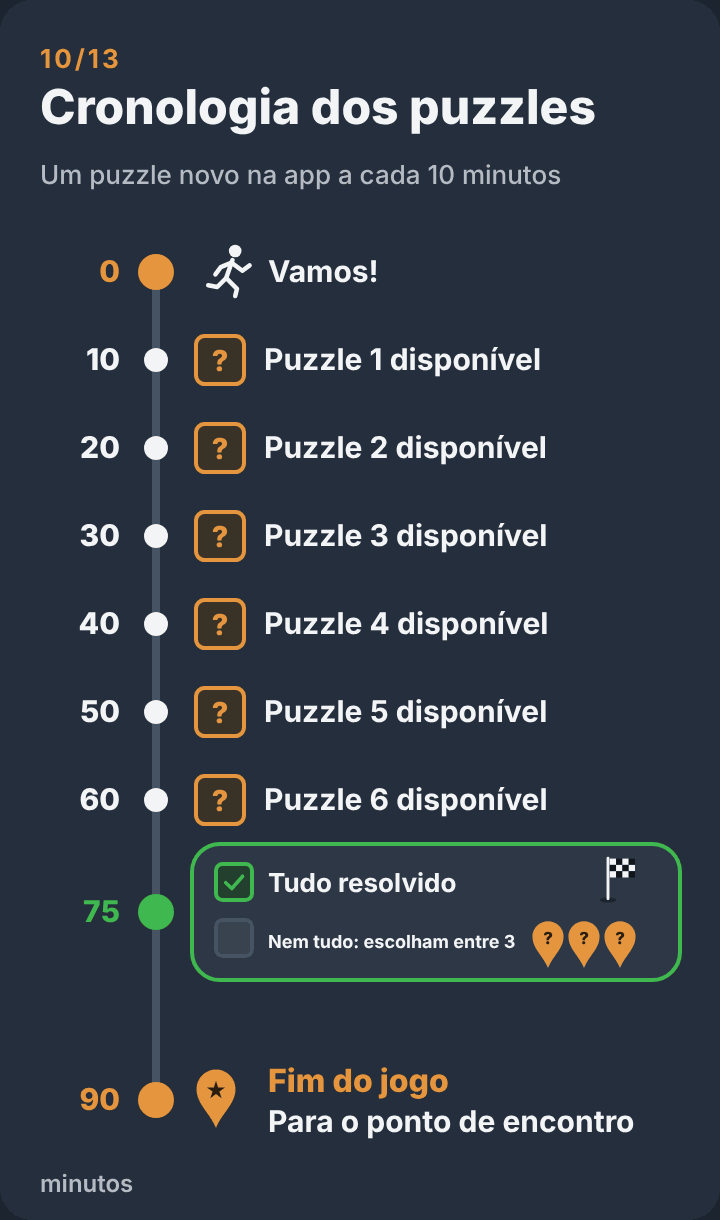 10/13
Cronologia dos puzzles
Um puzzle novo na app a cada 10 minutos
0 Vamos!
10 ? Puzzle 1 disponível
20 ? Puzzle 2 disponível
30 ? Puzzle 3 disponível
40 ? Puzzle 4 disponível
50 ? Puzzle 5 disponível
60 ? Puzzle 6 disponível
Tudo resolvido
75
Nem tudo: escolham entre 3 ? ? ?
Fim do jogo
90
Para o ponto de encontro
minutos